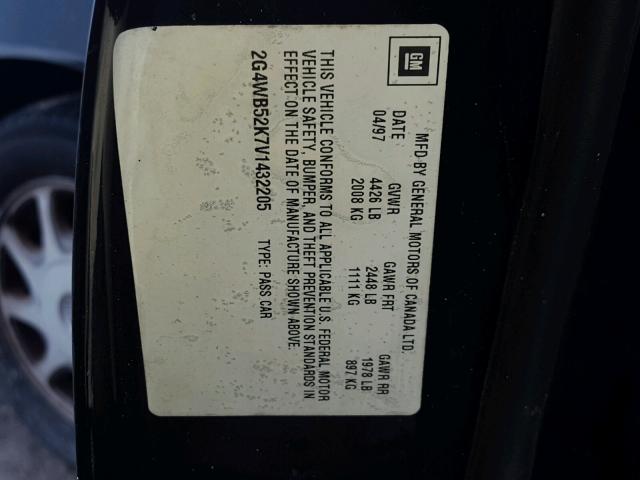 GM
MFD BY GENERAL MOTORS OF CANADA LTD.
DATE GVWR GAWR FRT GAWR RR
04/97 4426 LB 2448 LB 1978 LB
2008 KG 1111 KG 897 KG
THIS VEHICLE CONFORMS TO ALL APPLICABLE U.S. FEDERAL MOTOR
VEHICLE SAFETY, BUMPER, AND THEFT PREVENTION STANDARDS IN
EFFECT ON THE DATE OF MANUFACTURE SHOWN ABOVE.
2G4WB52K7V1432205 TYPE: PASS CAR